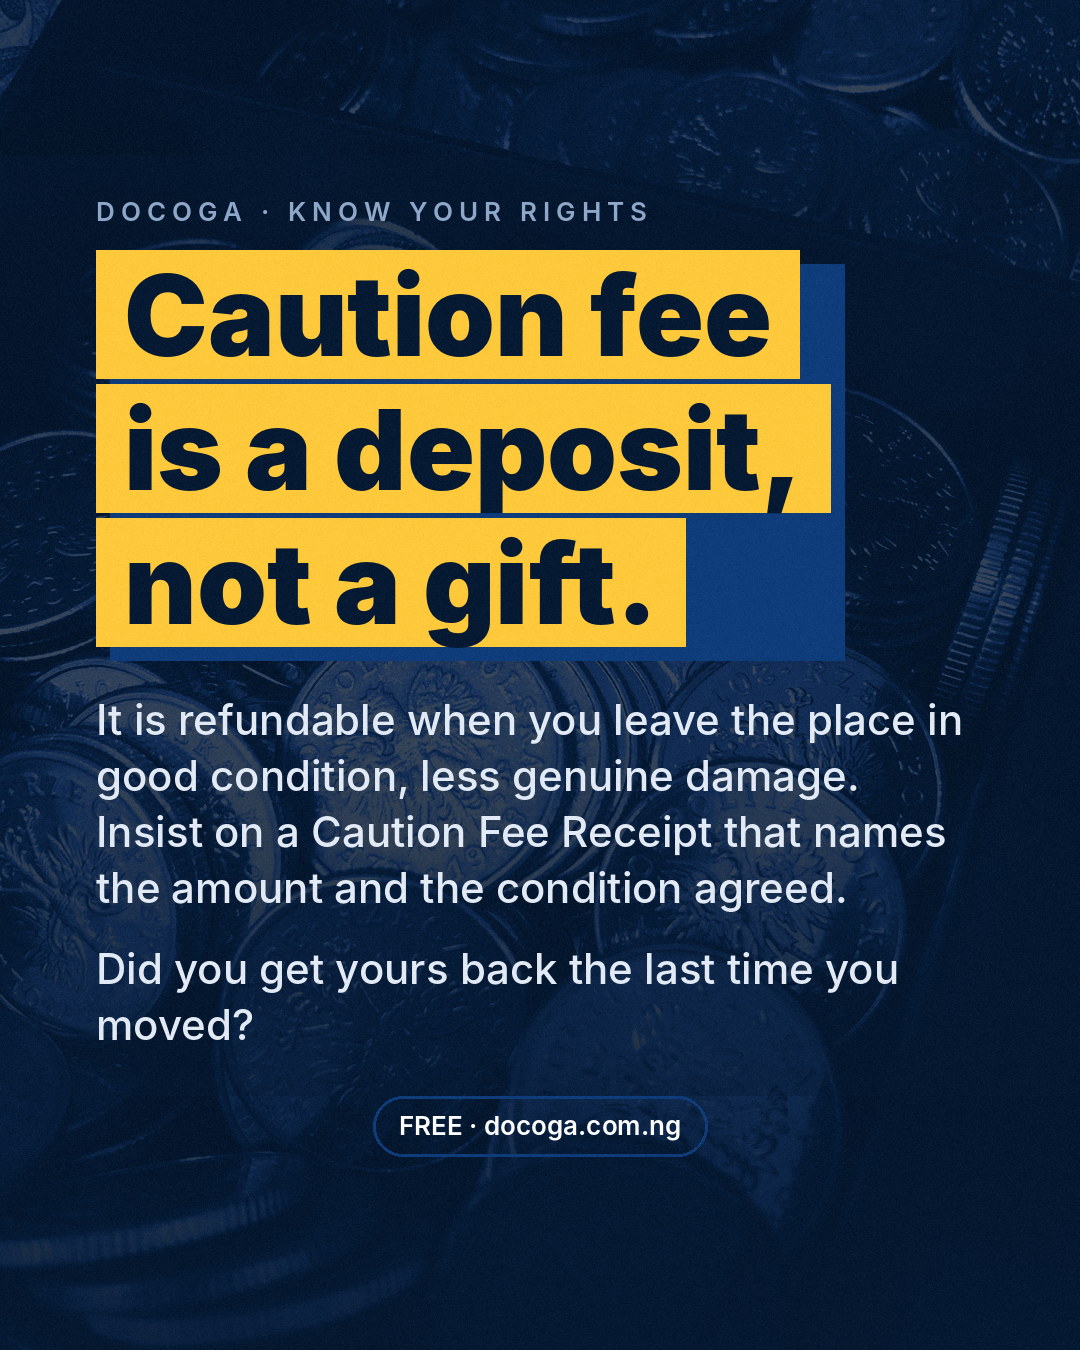 DOCOGA · KNOW YOUR RIGHTS
Caution fee
is a deposit,
not a gift.
It is refundable when you leave the place in
good condition, less genuine damage.
Insist on a Caution Fee Receipt that names
the amount and the condition agreed.
Did you get yours back the last time you
moved?
FREE · docoga.com.ng